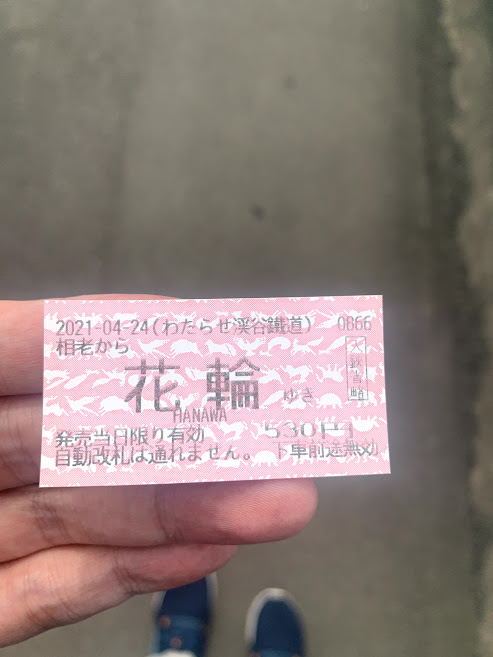 2021-04-24(わたらせ渓谷鐵道) 0866
相老から
花輪 ゆき
HANAWA
発売当日限り有効 530円
自動改札は通れません。 下車前途無効